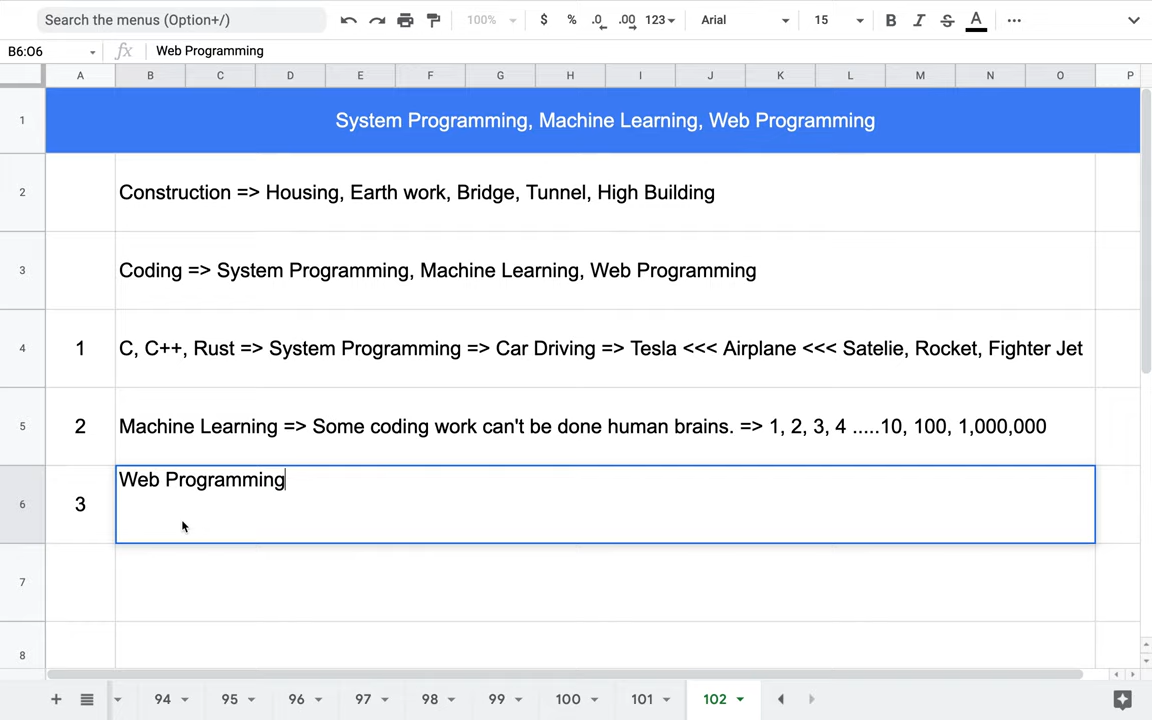 Search the menus (Option+/) 100% $ % .0 .00 123 Arial 15 B I S A ...
B6:O6 fx Web Programming
A B C D E F G H I J K L M N O P
1 System Programming, Machine Learning, Web Programming
2 Construction => Housing, Earth work, Bridge, Tunnel, High Building
3 Coding => System Programming, Machine Learning, Web Programming
4 1 C, C++, Rust => System Programming => Car Driving => Tesla <<< Airplane <<< Satelie, Rocket, Fighter Jet
5 2 Machine Learning => Some coding work can't be done human brains. => 1, 2, 3, 4 .....10, 100, 1,000,000
6 3 Web Programming
7
8
94 95 96 97 98 99 100 101 102